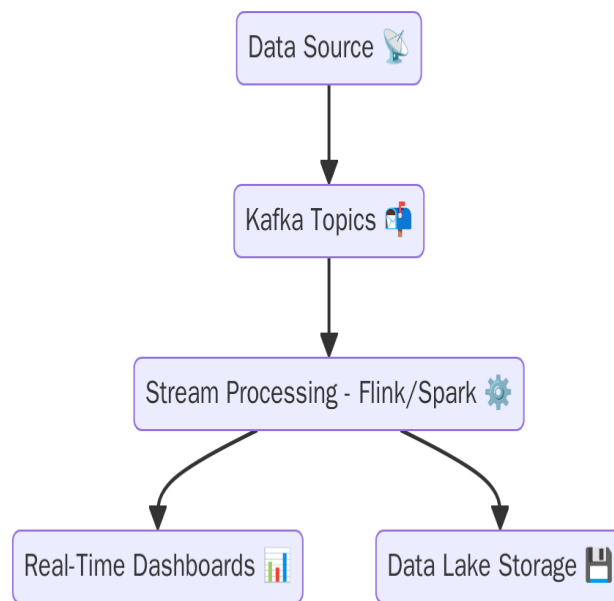 Data Source 📡
Kafka Topics 📬
Stream Processing - Flink/Spark ⚙️
Real-Time Dashboards 📊
Data Lake Storage 💾